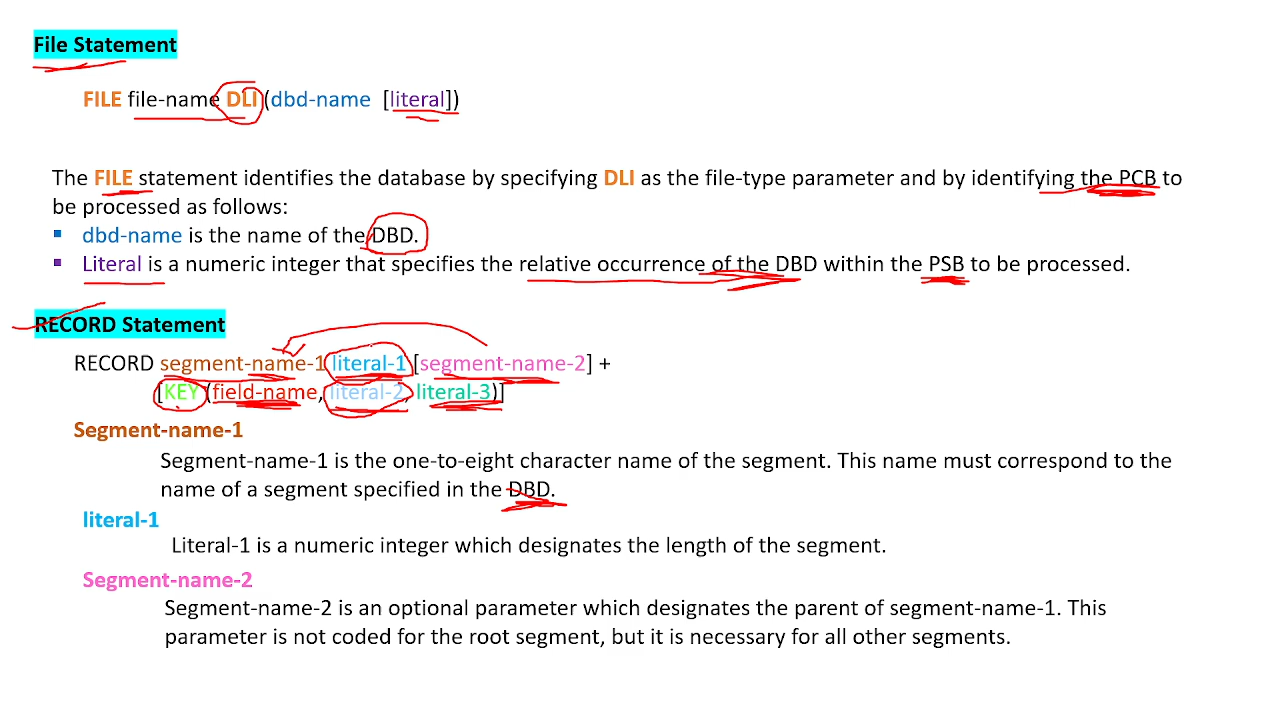 File Statement
FILE file-name DLI (dbd-name [literal])
The FILE statement identifies the database by specifying DLI as the file-type parameter and by identifying the PCB to
be processed as follows:
▪ dbd-name is the name of the DBD.
▪ Literal is a numeric integer that specifies the relative occurrence of the DBD within the PSB to be processed.
RECORD Statement
RECORD segment-name-1 literal-1 [segment-name-2] +
[KEY (field-name, literal-2, literal-3)]
Segment-name-1
Segment-name-1 is the one-to-eight character name of the segment. This name must correspond to the
name of a segment specified in the DBD.
literal-1
Literal-1 is a numeric integer which designates the length of the segment.
Segment-name-2
Segment-name-2 is an optional parameter which designates the parent of segment-name-1. This
parameter is not coded for the root segment, but it is necessary for all other segments.